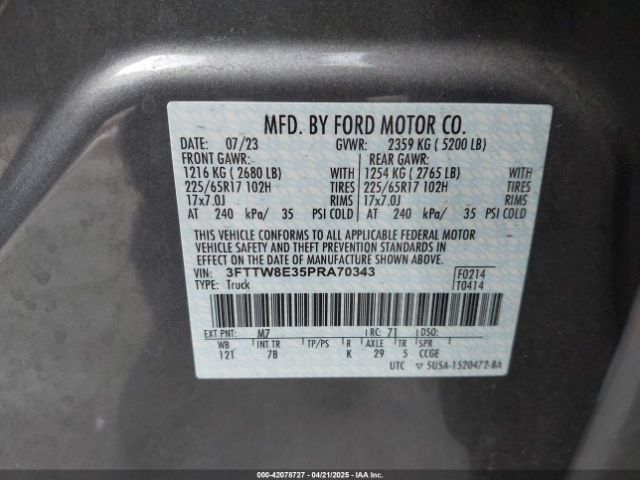 MFD. BY FORD MOTOR CO.
DATE: 07/23 GVWR: 2359 KG ( 5200 LB)
FRONT GAWR: REAR GAWR:
1216 KG ( 2680 LB) WITH 1254 KG ( 2765 LB) WITH
225/65R17 102H TIRES 225/65R17 102H TIRES
17x7.0J RIMS 17x7.0J RIMS
AT 240 kPa/ 35 PSI COLD AT 240 kPa/ 35 PSI COLD
THIS VEHICLE CONFORMS TO ALL APPLICABLE FEDERAL MOTOR
VEHICLE SAFETY AND THEFT PREVENTION STANDARDS IN
EFFECT ON THE DATE OF MANUFACTURE SHOWN ABOVE.
VIN: 3FTTW8E35PRA70343 F0214
TYPE: Truck T0414
EXT PNT: M7 RC: 71 DSO:
WB INT TR TP/PS R AXLE TR SPR
121 7B K 29 5 CCGE
UTC ▽ SU5A-1520472-BA
000-42078727 - 04/21/2025 - IAAI.COM